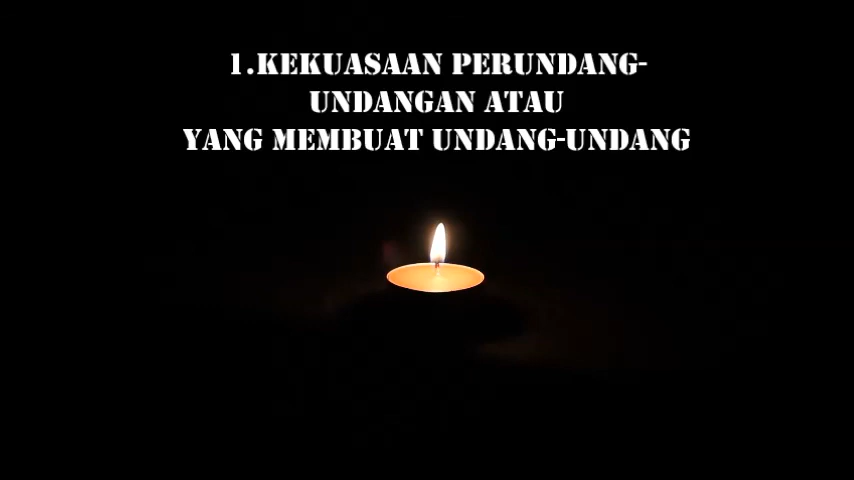 1.KEKUASAAN PERUNDANG-
UNDANGAN ATAU
YANG MEMBUAT UNDANG-UNDANG